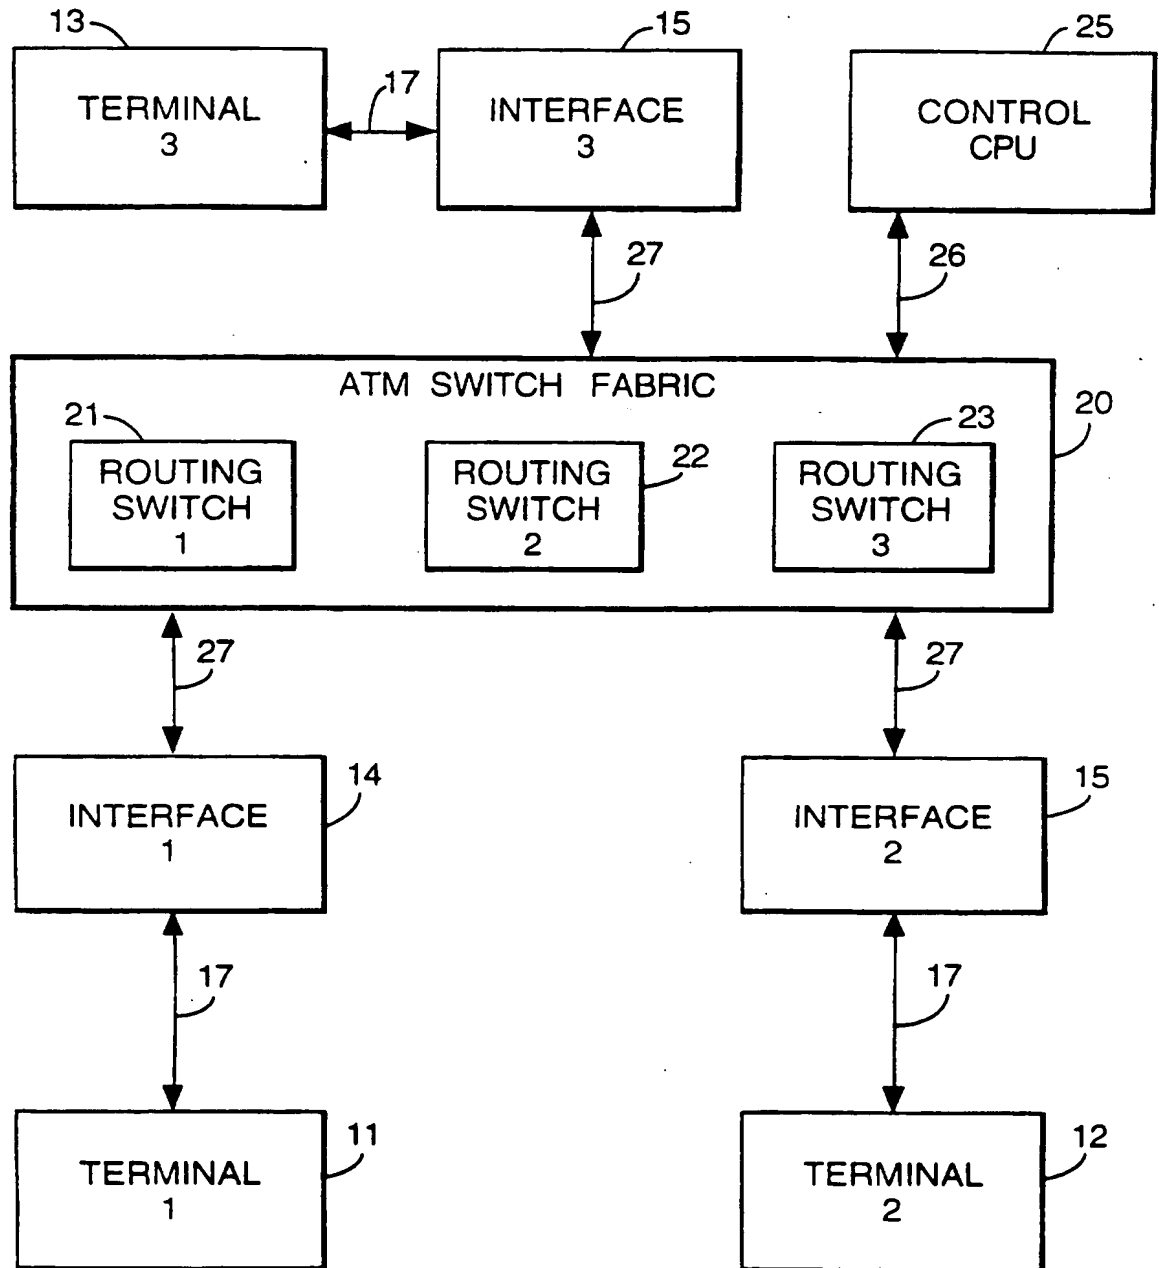 13
15
25
TERMINAL
3
17
INTERFACE
3
CONTROL
CPU
27
26
ATM SWITCH FABRIC
20
21
ROUTING
SWITCH
1
22
ROUTING
SWITCH
2
23
ROUTING
SWITCH
3
27
27
14
INTERFACE
1
15
INTERFACE
2
17
17
11
TERMINAL
1
12
TERMINAL
2